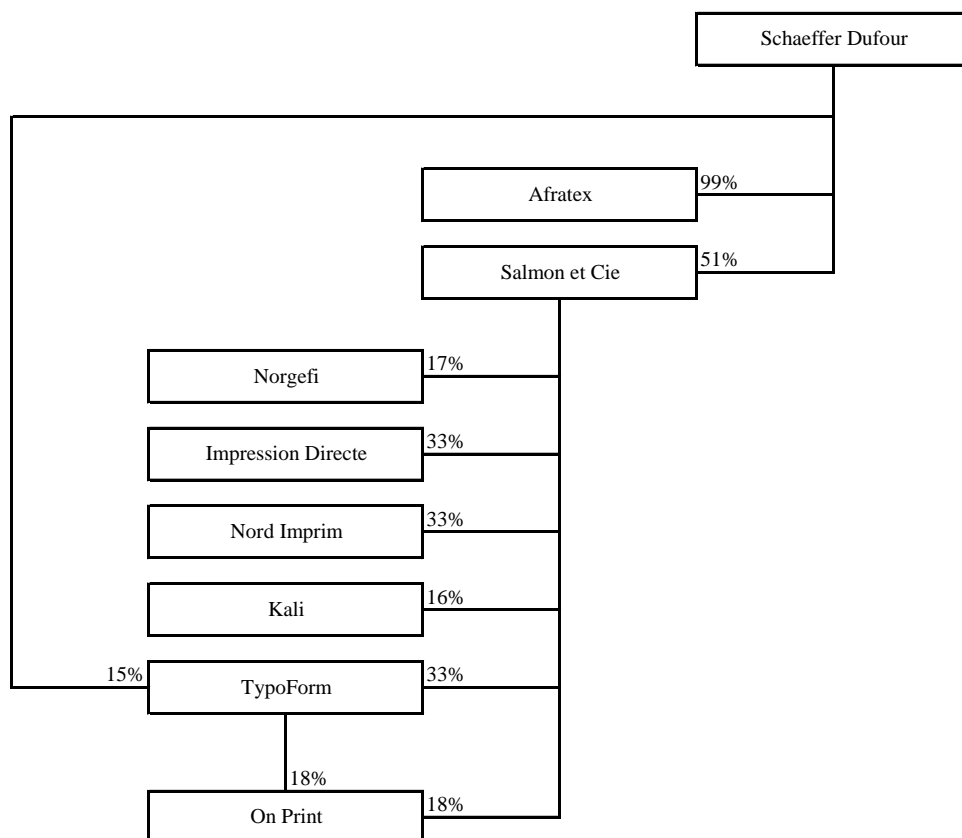 Schaeffer Dufour
Afratex
99%
Salmon et Cie
51%
Norgefi
17%
Impression Directe
33%
Nord Imprim
33%
Kali
16%
15%
TypoForm
33%
18%
On Print
18%